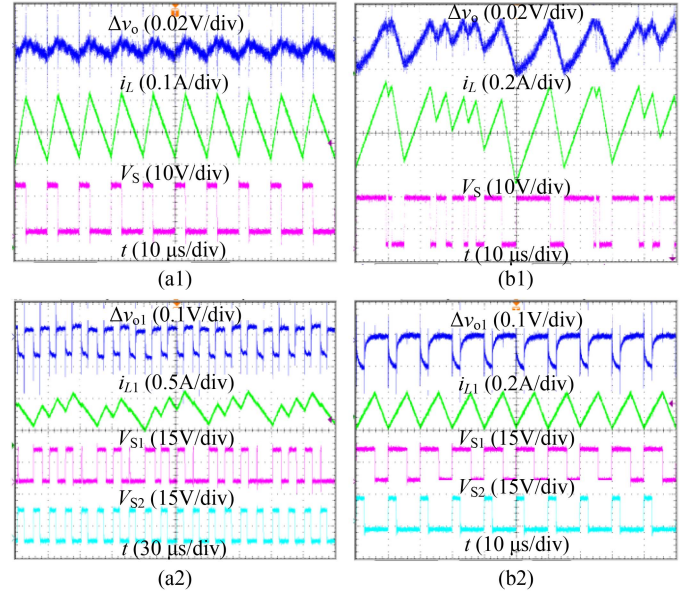 Δvo (0.02V/div)
iL (0.1A/div)
VS (10V/div)
t (10 μs/div)
(a1)
Δvo (0.02V/div)
iL (0.2A/div)
VS (10V/div)
t (10 μs/div)
(b1)
Δvo1 (0.1V/div)
iL1 (0.5A/div)
VS1 (15V/div)
VS2 (15V/div)
t (30 μs/div)
(a2)
Δvo1 (0.1V/div)
iL1 (0.2A/div)
VS1 (15V/div)
VS2 (15V/div)
t (10 μs/div)
(b2)